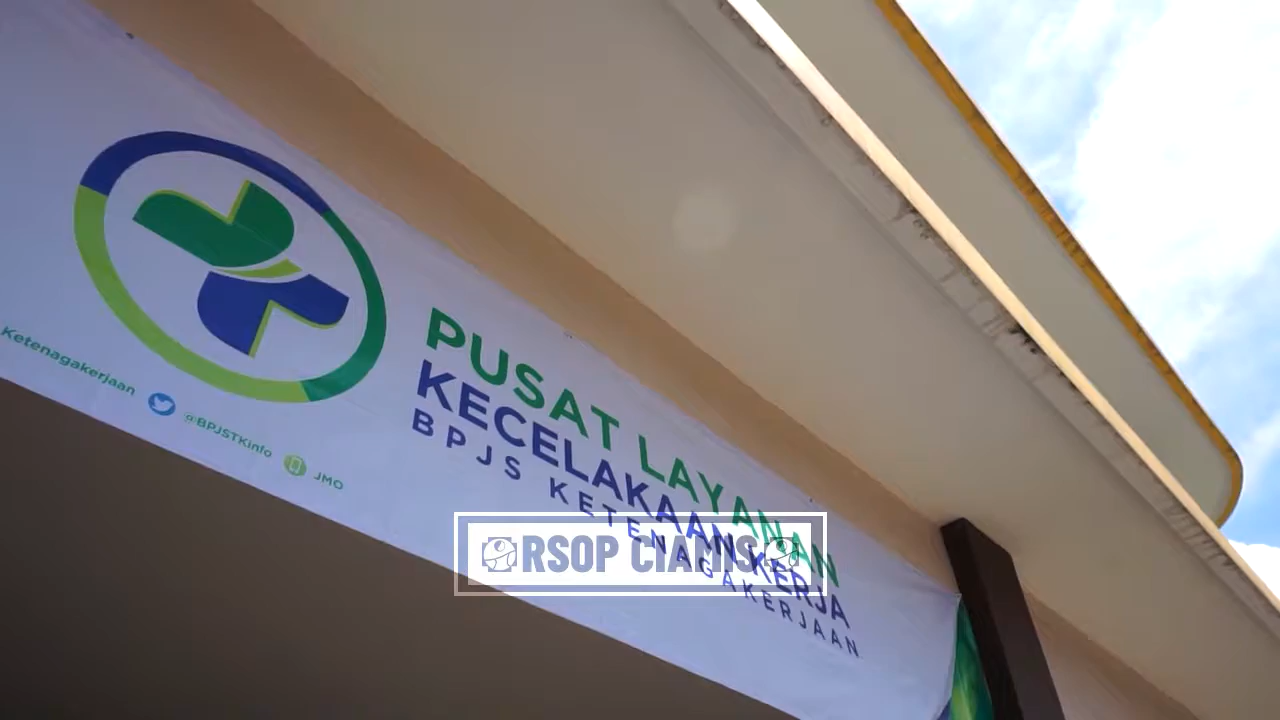 PUSAT LAYANAN
KECELAKAAN KERJA
BPJS KETENAGAKERJAAN
Ketenagakerjaan @BPJSTKinfo JMO
RSOP CIAMIS